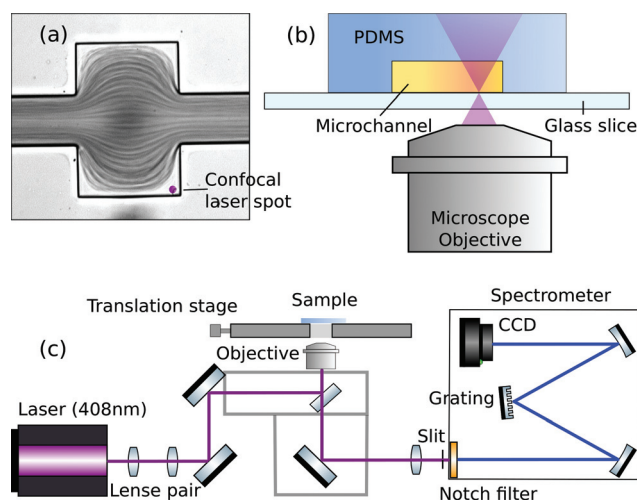 (a)
Confocal
laser spot
(b)
PDMS
Microchannel
Glass slice
Microscope
Objective
(c)
Translation stage
Sample
Objective
Laser (408nm)
Lense pair
Spectrometer
CCD
Grating
Slit
Notch filter